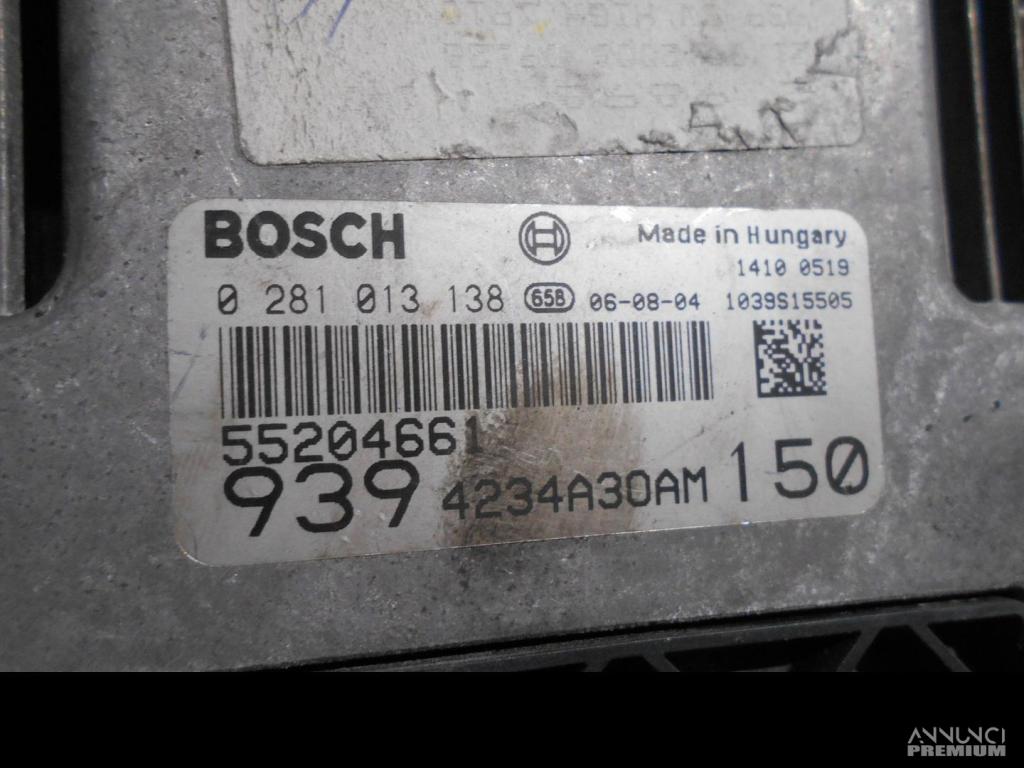 BOSCH Made in Hungary
1410 0519
0 281 013 138 658 06-08-04 1039S15505
55204661
939 4234A30AM 150
ANNUNCI
PREMIUM